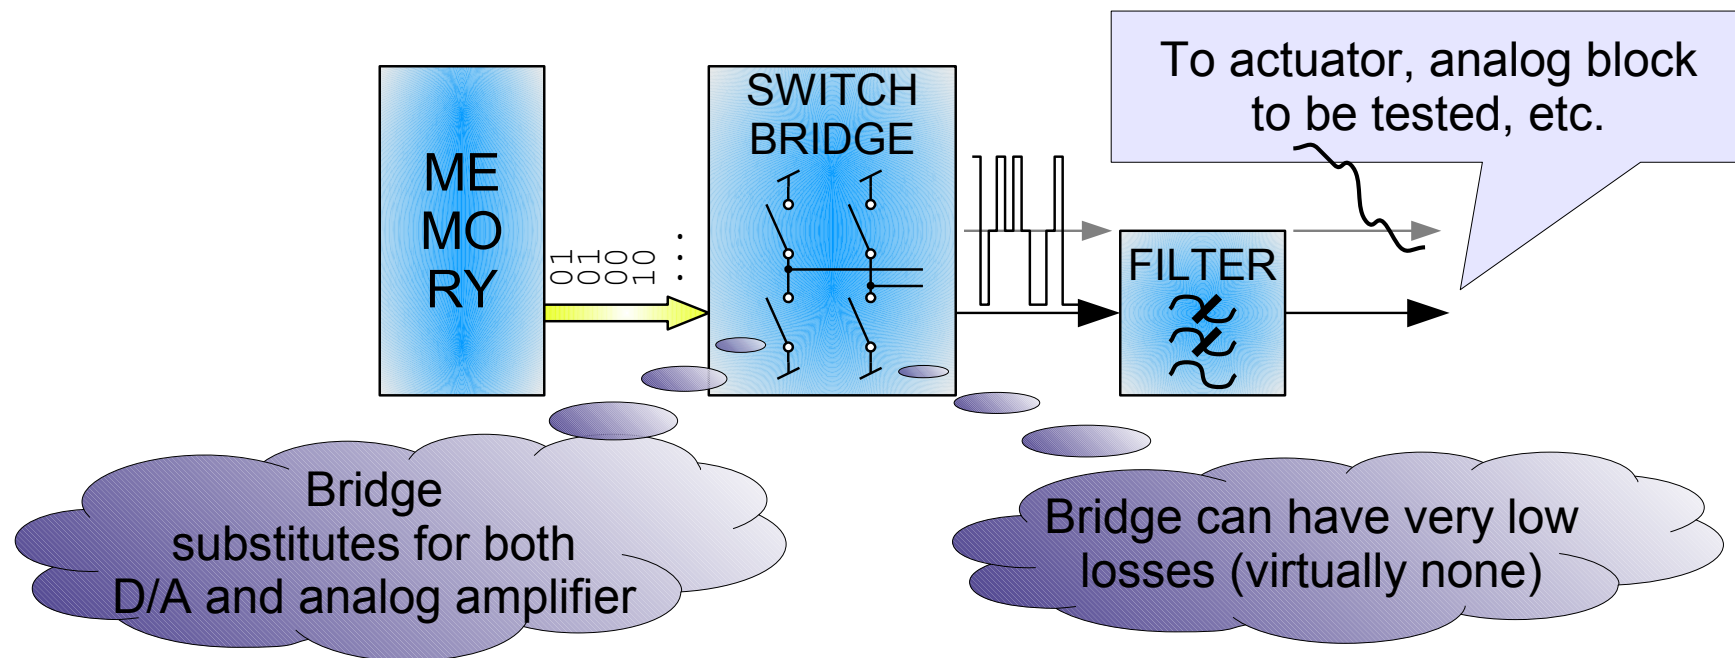 ME
MO
RY
01
01
00
10
...
SWITCH
BRIDGE
FILTER
To actuator, analog block
to be tested, etc.
Bridge
substitutes for both
D/A and analog amplifier
Bridge can have very low
losses (virtually none)